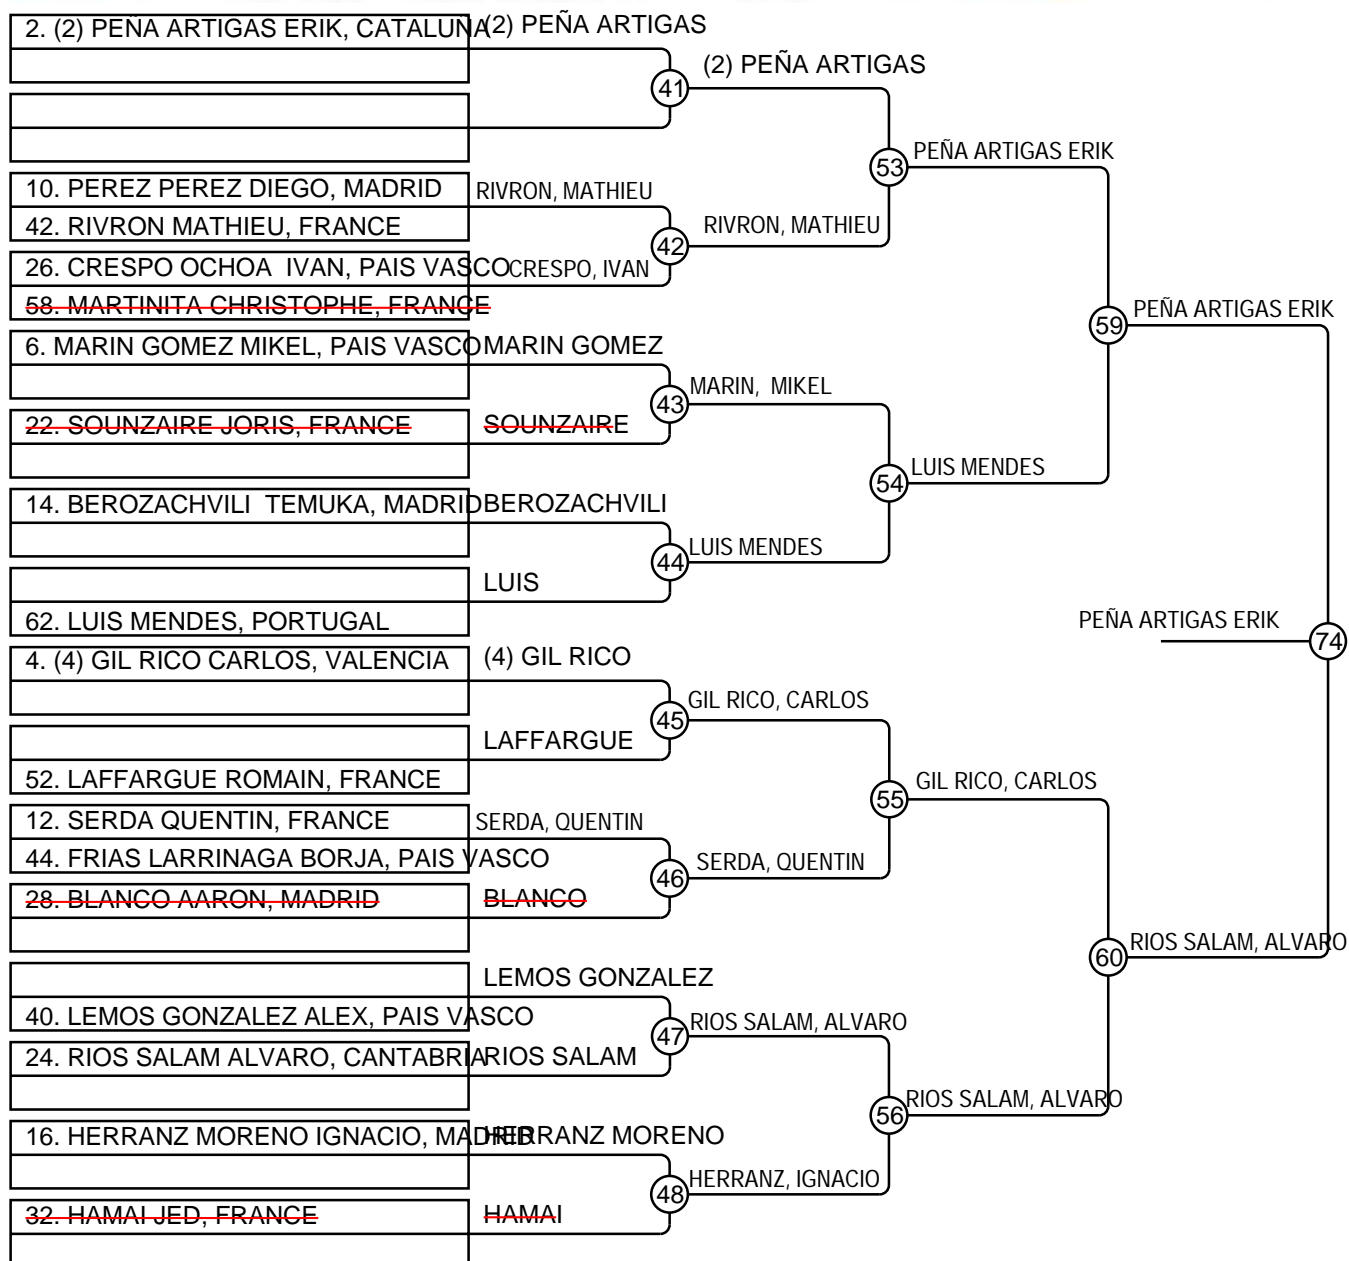 2. (2) PEÑA ARTIGAS ERIK, CATALUÑA
(2) PEÑA ARTIGAS
(2) PEÑA ARTIGAS
41
PEÑA ARTIGAS ERIK
53
10. PEREZ PEREZ DIEGO, MADRID
RIVRON, MATHIEU
42. RIVRON MATHIEU, FRANCE
RIVRON, MATHIEU
42
26. CRESPO OCHOA IVAN, PAIS VASCO
CRESPO, IVAN
58. MARTINITA CHRISTOPHE, FRANCE
PEÑA ARTIGAS ERIK
59
6. MARIN GOMEZ MIKEL, PAIS VASCO
MARIN GOMEZ
MARIN, MIKEL
43
22. SOUNZAIRE JORIS, FRANCE
SOUNZAIRE
LUIS MENDES
54
14. BEROZACHVILI TEMUKA, MADRID
BEROZACHVILI
LUIS MENDES
44
LUIS
62. LUIS MENDES, PORTUGAL
PEÑA ARTIGAS ERIK
74
4. (4) GIL RICO CARLOS, VALENCIA
(4) GIL RICO
GIL RICO, CARLOS
45
LAFFARGUE
52. LAFFARGUE ROMAIN, FRANCE
GIL RICO, CARLOS
55
12. SERDA QUENTIN, FRANCE
SERDA, QUENTIN
44. FRIAS LARRINAGA BORJA, PAIS VASCO
SERDA, QUENTIN
46
28. BLANCO AARON, MADRID
BLANCO
RIOS SALAM, ALVARO
60
LEMOS GONZALEZ
40. LEMOS GONZALEZ ALEX, PAIS VASCO
RIOS SALAM, ALVARO
47
24. RIOS SALAM ALVARO, CANTABRIA
RIOS SALAM
RIOS SALAM, ALVARO
56
16. HERRANZ MORENO IGNACIO, MADRID
HERRANZ MORENO
HERRANZ, IGNACIO
48
32. HAMAI JED, FRANCE
HAMAI